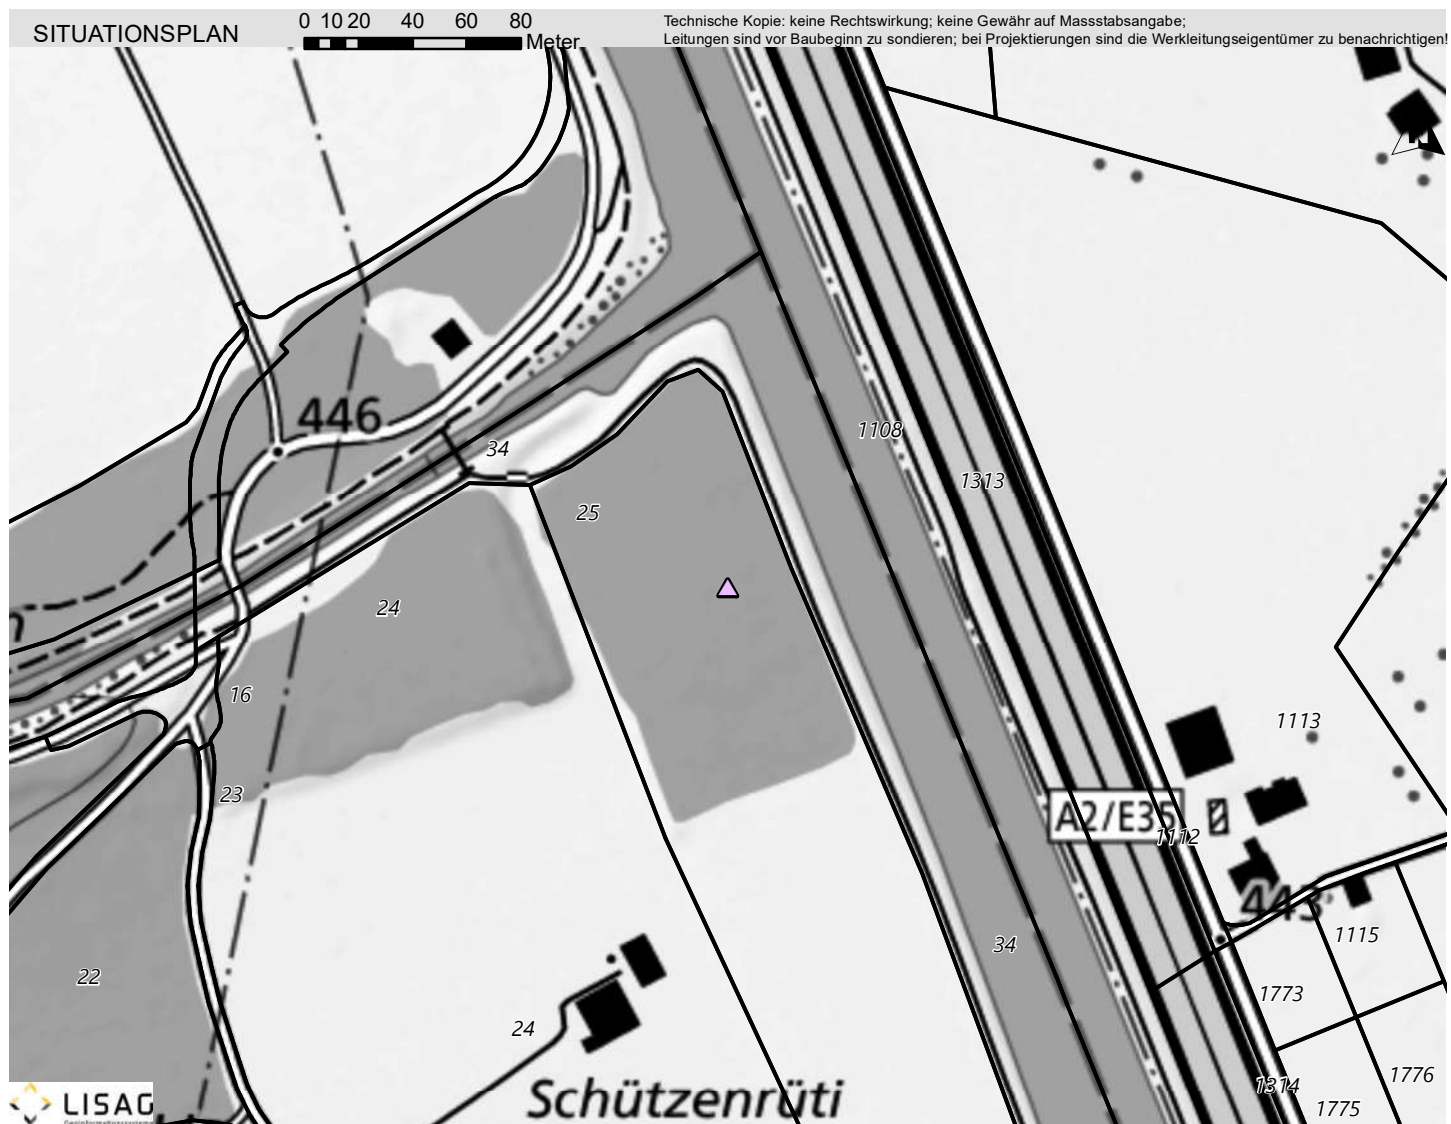 0 10 20 40 60 80
SITUATIONSPLAN
Meter
Technische Kopie: keine Rechtswirkung; keine Gewähr auf Massstabsangabe;
Leitungen sind vor Baubeginn zu sondieren; bei Projektierungen sind die Werkleitungseigentümer zu benachrichtigen!
N
446
34
1108
1313
25
24
16
1113
23
A2/E35
1112
443
1115
34
22
1773
24
1776
Schützenrüti
1314
1775
LISAG